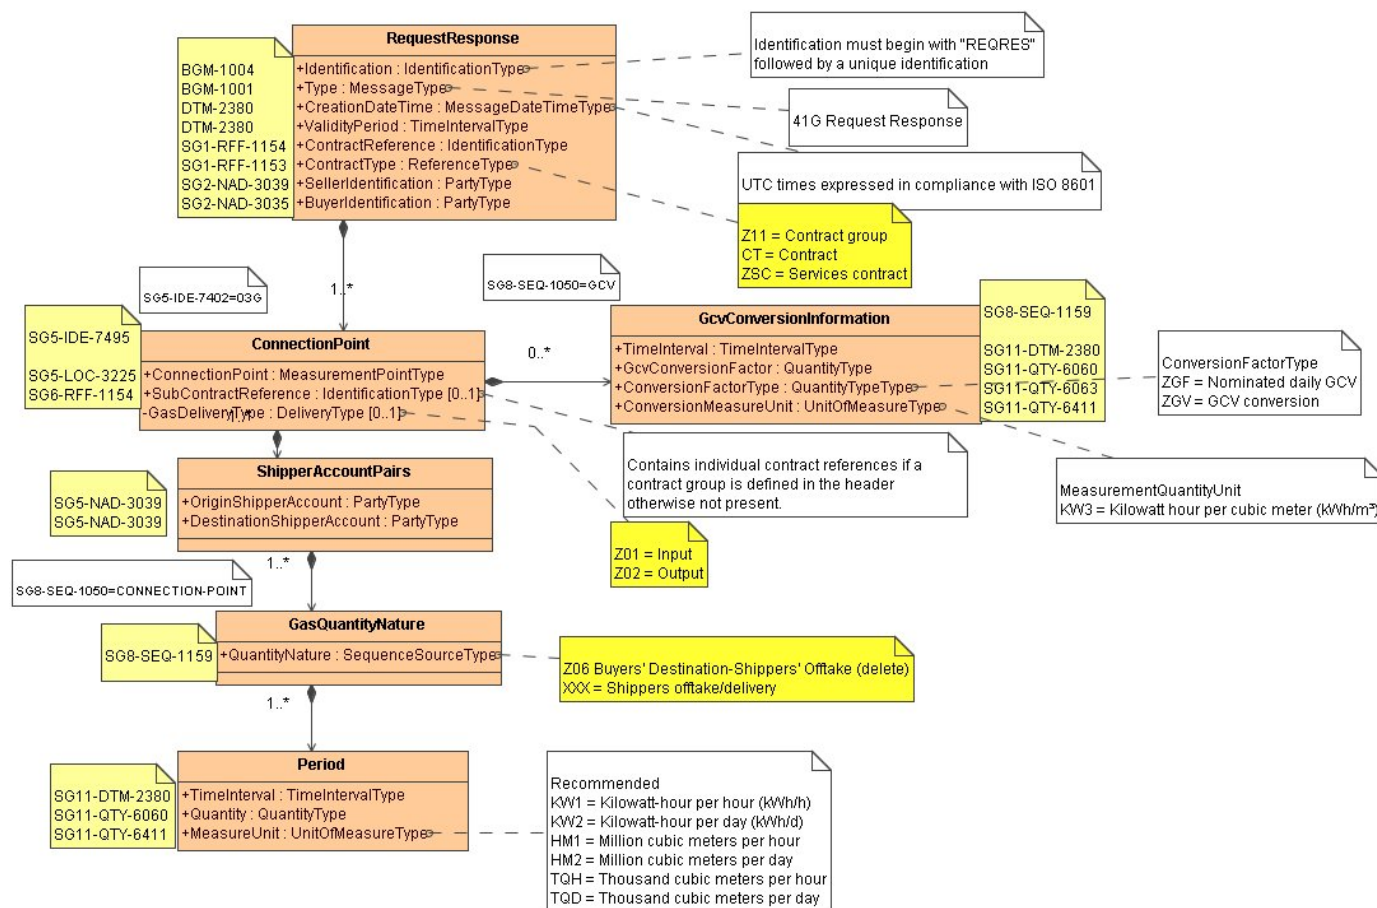 RequestResponse
BGM-1004
BGM-1001
DTM-2380
DTM-2380
SG1-RFF-1154
SG1-RFF-1153
SG2-NAD-3039
SG2-NAD-3035
+Identification : IdentificationType
+Type : MessageType
+CreationDateTime : MessageDateTimeType
+ValidityPeriod : TimeIntervalType
+ContractReference : IdentificationType
+ContractType : ReferenceType
+SellerIdentification : PartyType
+BuyerIdentification : PartyType
Identification must begin with "REQRES"
followed by a unique identification
41G Request Response
UTC times expressed in compliance with ISO 8601
Z11 = Contract group
CT = Contract
ZSC = Services contract
SG5-IDE-7402=03G
1..*
SG8-SEQ-1050=GCV
SG5-IDE-7495
SG5-LOC-3225
SG6-RFF-1154
ConnectionPoint
+ConnectionPoint : MeasurementPointType
+SubContractReference : IdentificationType [0..1]
-GasDeliveryType : DeliveryType [0..1]
1..*
0..*
GcvConversionInformation
+TimeInterval : TimeIntervalType
+GcvConversionFactor : QuantityType
+ConversionFactorType : QuantityTypeType
+ConversionMeasureUnit : UnitOfMeasureType
SG8-SEQ-1159
SG11-DTM-2380
SG11-QTY-6060
SG11-QTY-6063
SG11-QTY-6411
ConversionFactorType
ZGF = Nominated daily GCV
ZGV = GCV conversion
Contains individual contract references if a
contract group is defined in the header
otherwise not present.
MeasurementQuantityUnit
KW3 = Kilowatt hour per cubic meter (kWh/m³)
SG5-NAD-3039
SG5-NAD-3039
ShipperAccountPairs
+OriginShipperAccount : PartyType
+DestinationShipperAccount : PartyType
Z01 = Input
Z02 = Output
1..*
SG8-SEQ-1050=CONNECTION-POINT
SG8-SEQ-1159
GasQuantityNature
+QuantityNature : SequenceSourceType
Z06 Buyers' Destination-Shippers' Offtake (delete)
XXX = Shippers offtake/delivery
1..*
SG11-DTM-2380
SG11-QTY-6060
SG11-QTY-6411
Period
+TimeInterval : TimeIntervalType
+Quantity : QuantityType
+MeasureUnit : UnitOfMeasureType
Recommended
KW1 = Kilowatt-hour per hour (kWh/h)
KW2 = Kilowatt-hour per day (kWh/d)
HM1 = Million cubic meters per hour
HM2 = Million cubic meters per day
TQH = Thousand cubic meters per hour
TQD = Thousand cubic meters per day